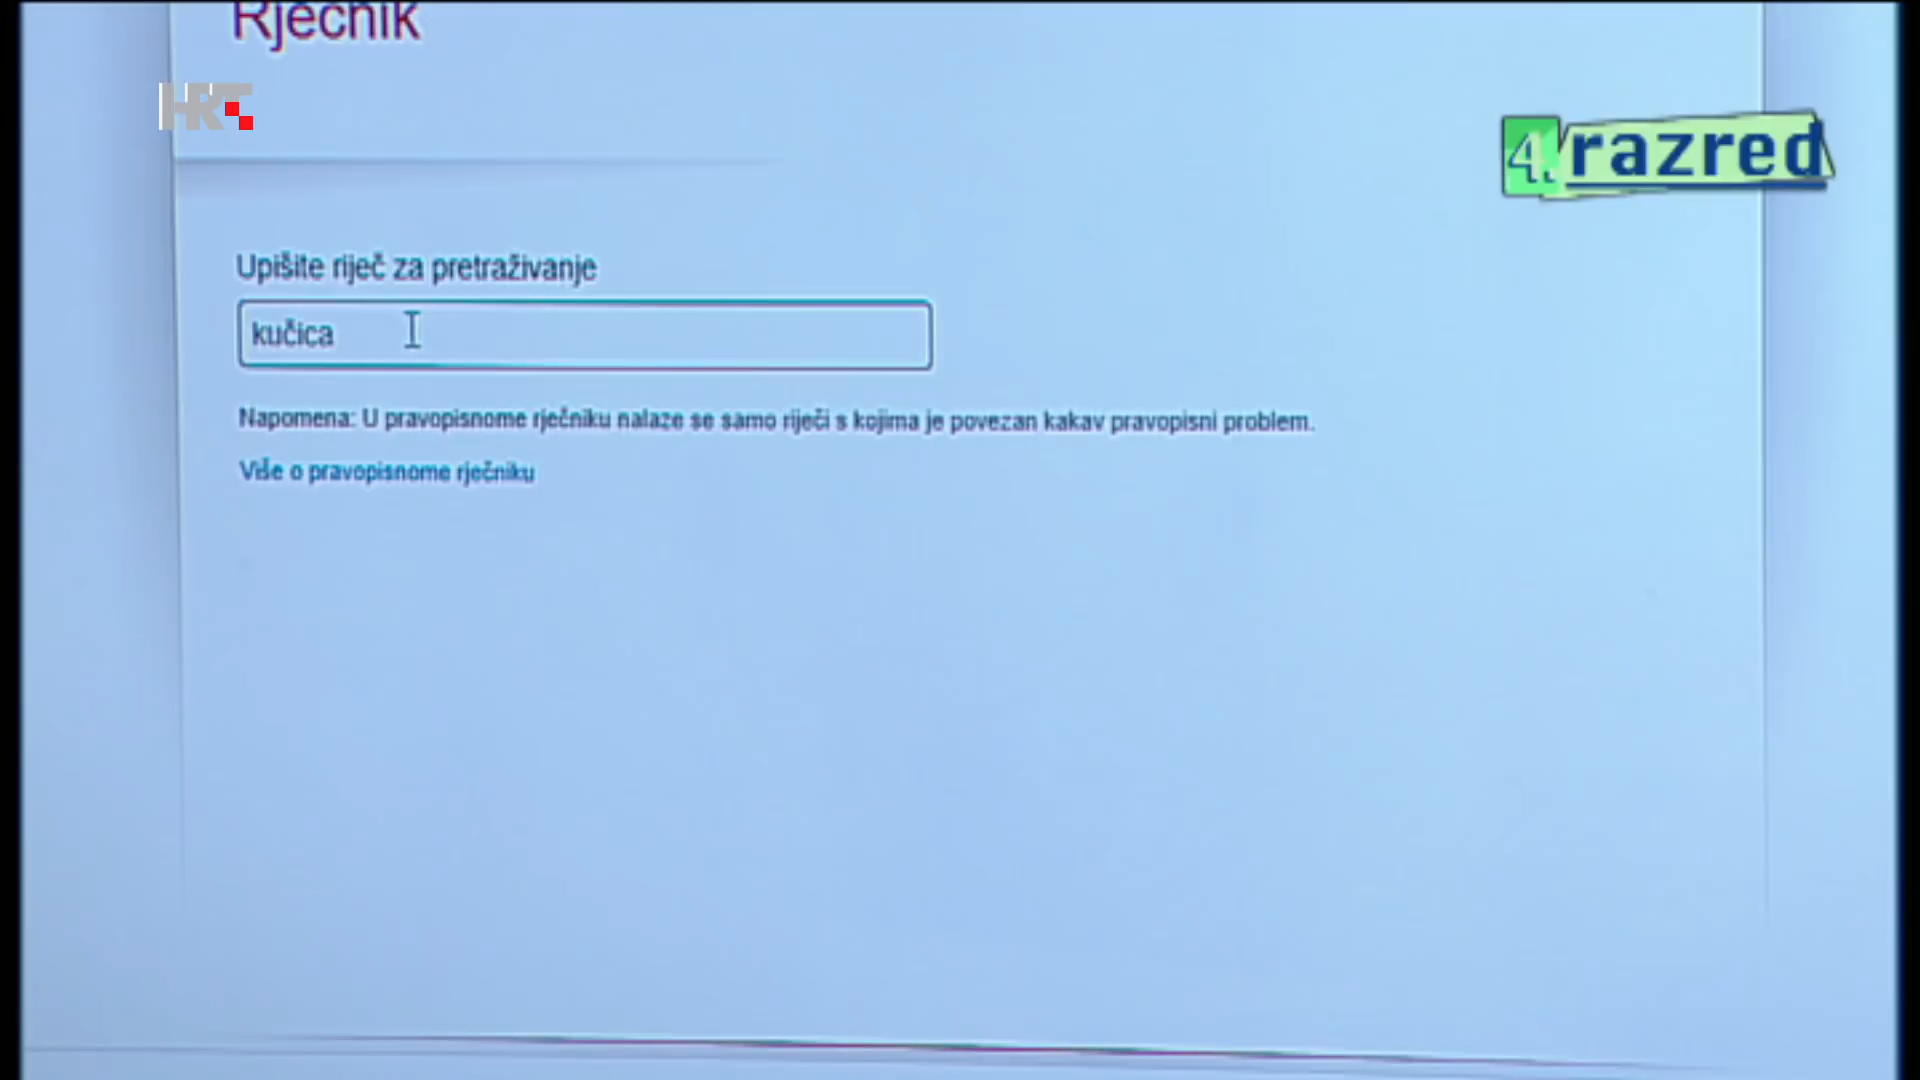 Rječnik
HRT
4. razred
Upišite riječ za pretraživanje
kučica
Napomena: U pravopisnome rječniku nalaze se samo riječi s kojima je povezan kakav pravopisni problem.
Više o pravopisnome rječniku